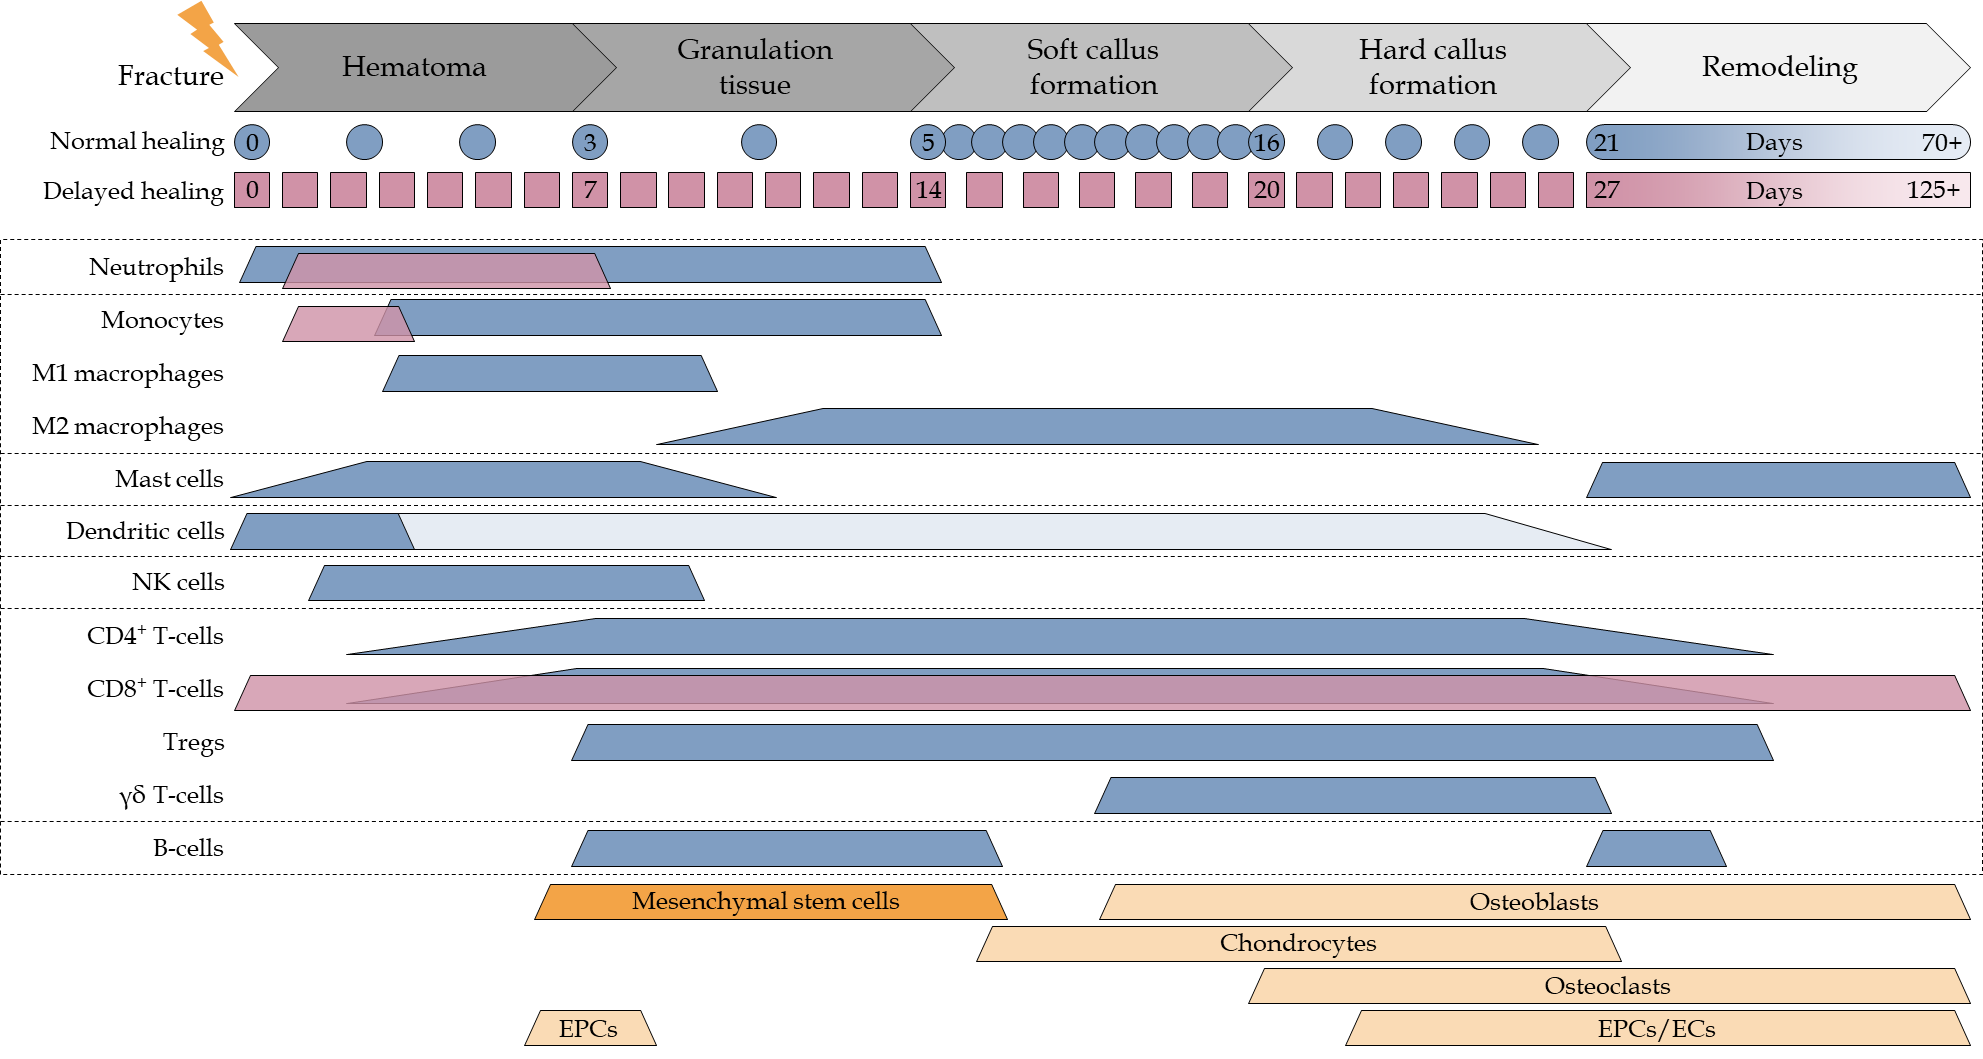 Fracture
Hematoma
Granulation
tissue
Soft callus
formation
Hard callus
formation
Remodeling
Normal healing 0 3 5 16 21 Days 70+
Delayed healing 0 7 14 20 27 Days 125+
Neutrophils
Monocytes
M1 macrophages
M2 macrophages
Mast cells
Dendritic cells
NK cells
CD4⁺ T-cells
CD8⁺ T-cells
Tregs
γδ T-cells
B-cells
Mesenchymal stem cells Osteoblasts
Chondrocytes
Osteoclasts
EPCs EPCs/ECs